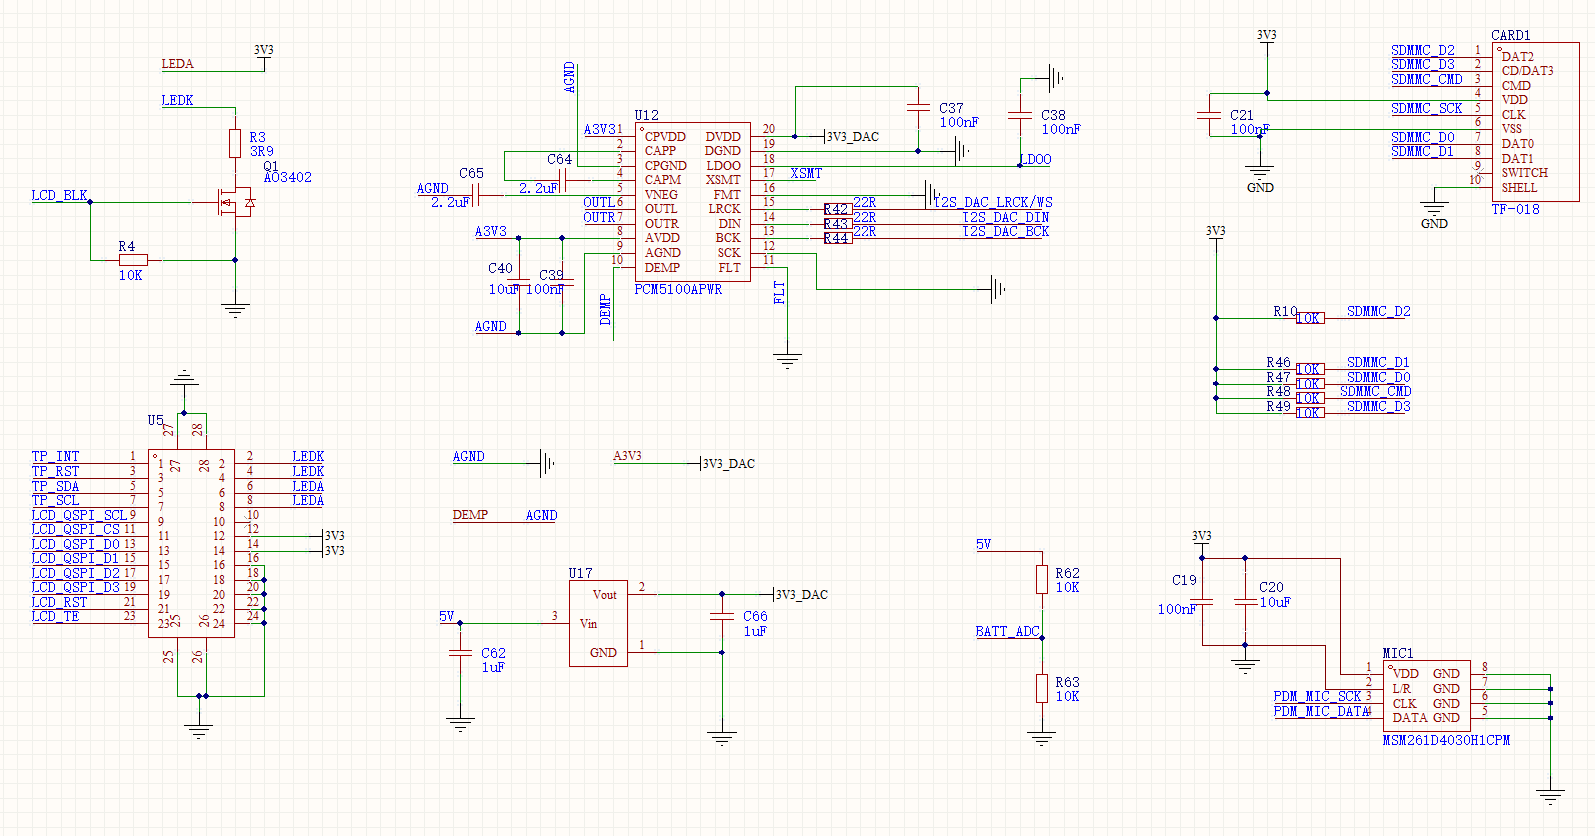 3V3
LEDA
LEDK
R3
3R9
Q1
AO3402
LCD_BLK
R4
10K
AGND
U12
A3V3 1 CPVDD DVDD 20
2 CAPP DGND 19
3 CPGND LDOO 18
4 CAPM XSMT 17 XSMT
5 VNEG FMT 16
OUTL 6 OUTL LRCK 15 R42 22R I2S_DAC_LRCK/WS
OUTR 7 OUTR DIN 14 R43 22R I2S_DAC_DIN
A3V3 8 AVDD BCK 13 R44 22R I2S_DAC_BCK
9 AGND SCK 12
10 DEMP FLT 11
PCM5100APWR
C64
2.2uF
C65
AGND
2.2uF
C40
10uF
C39
100nF
AGND
DEMP
FLT
C37
100nF
3V3_DAC
C38
100nF
LDOO
3V3
C21
100nF
GND
CARD1
SDMMC_D2 1 DAT2
SDMMC_D3 2 CD/DAT3
SDMMC_CMD 3 CMD
4 VDD
SDMMC_SCK 5 CLK
6 VSS
SDMMC_D0 7 DAT0
SDMMC_D1 8 DAT1
9 SWITCH
10 SHELL
TF-018
GND
3V3
R10 10K SDMMC_D2
R46 10K SDMMC_D1
R47 10K SDMMC_D0
R48 10K SDMMC_CMD
R49 10K SDMMC_D3
U5
27 28
27 28
TP_INT 1 1 2 2 LEDK
TP_RST 3 3 4 4 LEDK
TP_SDA 5 5 6 6 LEDA
TP_SCL 7 7 8 8 LEDA
LCD_QSPI_SCL 9 9 10 10
LCD_QSPI_CS 11 11 12 12 3V3
LCD_QSPI_D0 13 13 14 14 3V3
LCD_QSPI_D1 15 15 16 16
LCD_QSPI_D2 17 17 18 18
LCD_QSPI_D3 19 19 20 20
LCD_RST 21 21 22 22
LCD_TE 23 23 24 24
25 26
25 26
AGND
A3V3 3V3_DAC
DEMP AGND
U17
5V 3 Vin
Vout 2 3V3_DAC
GND 1
C62
1uF
C66
1uF
5V
R62
10K
BATT_ADC
R63
10K
3V3
C19
100nF
C20
10uF
MIC1
1 VDD GND 8
2 L/R GND 7
PDM_MIC_SCK 3 CLK GND 6
PDM_MIC_DATA 4 DATA GND 5
MSM261D4030H1CPM